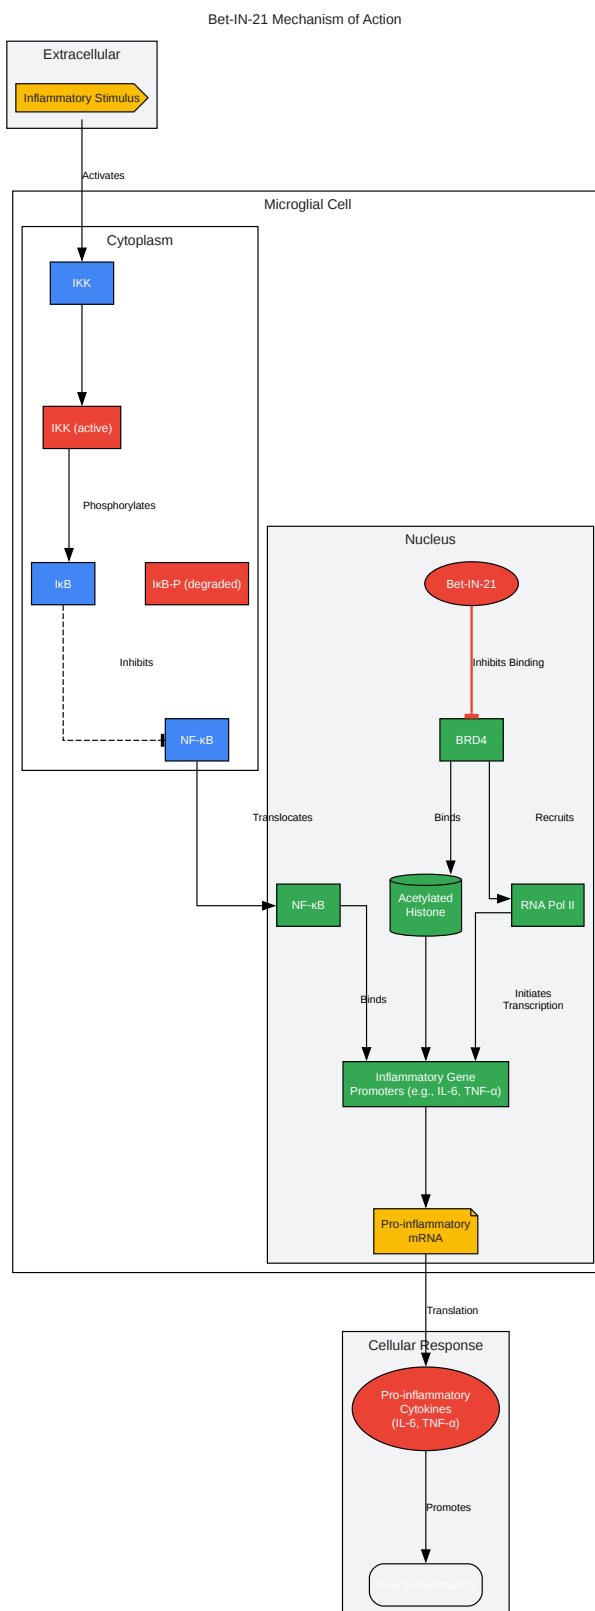 Bet-IN-21 Mechanism of Action
Extracellular
Inflammatory Stimulus
Activates
Microglial Cell
Cytoplasm
IKK
IKK (active)
Phosphorylates
IκB
IκB-P (degraded)
Inhibits
NF-κB
Translocates
Nucleus
Bet-IN-21
Inhibits Binding
BRD4
Binds
Recruits
NF-κB
Acetylated
Histone
RNA Pol II
Binds
Initiates
Transcription
Inflammatory Gene
Promoters (e.g., IL-6, TNF-α)
Pro-inflammatory
mRNA
Translation
Cellular Response
Pro-inflammatory
Cytokines
(IL-6, TNF-α)
Promotes